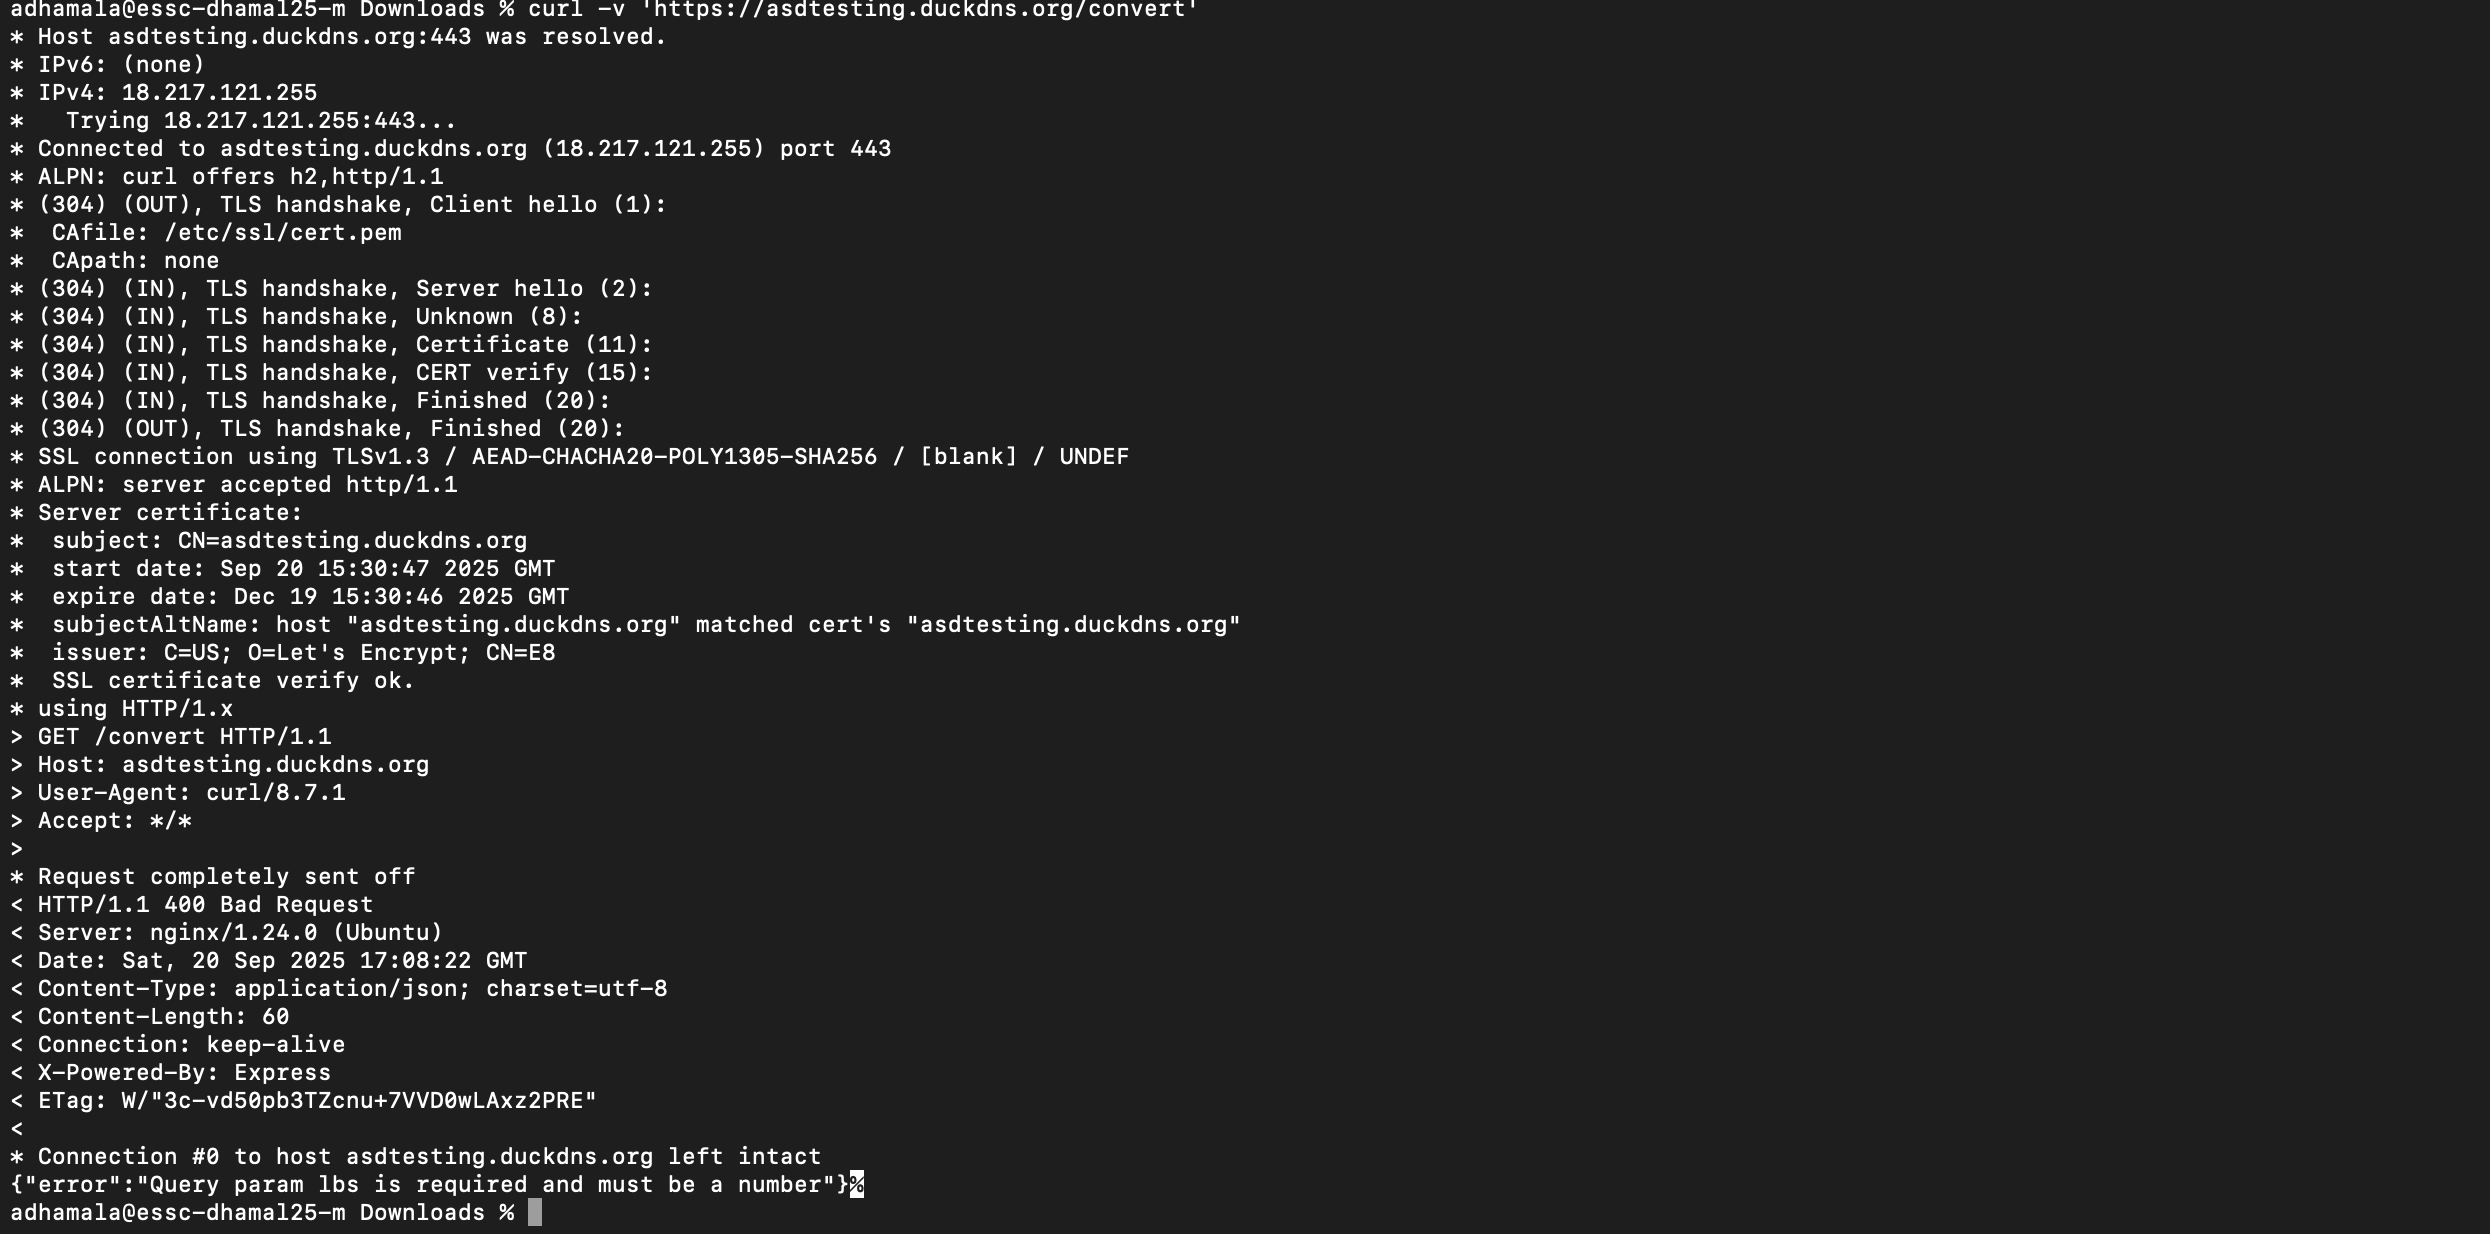 adhamala@essc-dhamal25-m Downloads % curl -v 'https://asdtesting.duckdns.org/convert'
* Host asdtesting.duckdns.org:443 was resolved.
* IPv6: (none)
* IPv4: 18.217.121.255
*   Trying 18.217.121.255:443...
* Connected to asdtesting.duckdns.org (18.217.121.255) port 443
* ALPN: curl offers h2,http/1.1
* (304) (OUT), TLS handshake, Client hello (1):
*  CAfile: /etc/ssl/cert.pem
*  CApath: none
* (304) (IN), TLS handshake, Server hello (2):
* (304) (IN), TLS handshake, Unknown (8):
* (304) (IN), TLS handshake, Certificate (11):
* (304) (IN), TLS handshake, CERT verify (15):
* (304) (IN), TLS handshake, Finished (20):
* (304) (OUT), TLS handshake, Finished (20):
* SSL connection using TLSv1.3 / AEAD-CHACHA20-POLY1305-SHA256 / [blank] / UNDEF
* ALPN: server accepted http/1.1
* Server certificate:
*  subject: CN=asdtesting.duckdns.org
*  start date: Sep 20 15:30:47 2025 GMT
*  expire date: Dec 19 15:30:46 2025 GMT
*  subjectAltName: host "asdtesting.duckdns.org" matched cert's "asdtesting.duckdns.org"
*  issuer: C=US; O=Let's Encrypt; CN=E8
*  SSL certificate verify ok.
* using HTTP/1.x
> GET /convert HTTP/1.1
> Host: asdtesting.duckdns.org
> User-Agent: curl/8.7.1
> Accept: */*
>
* Request completely sent off
< HTTP/1.1 400 Bad Request
< Server: nginx/1.24.0 (Ubuntu)
< Date: Sat, 20 Sep 2025 17:08:22 GMT
< Content-Type: application/json; charset=utf-8
< Content-Length: 60
< Connection: keep-alive
< X-Powered-By: Express
< ETag: W/"3c-vd50pb3TZcnu+7VVD0wLAxz2PRE"
<
* Connection #0 to host asdtesting.duckdns.org left intact
{"error":"Query param lbs is required and must be a number"}%
adhamala@essc-dhamal25-m Downloads %